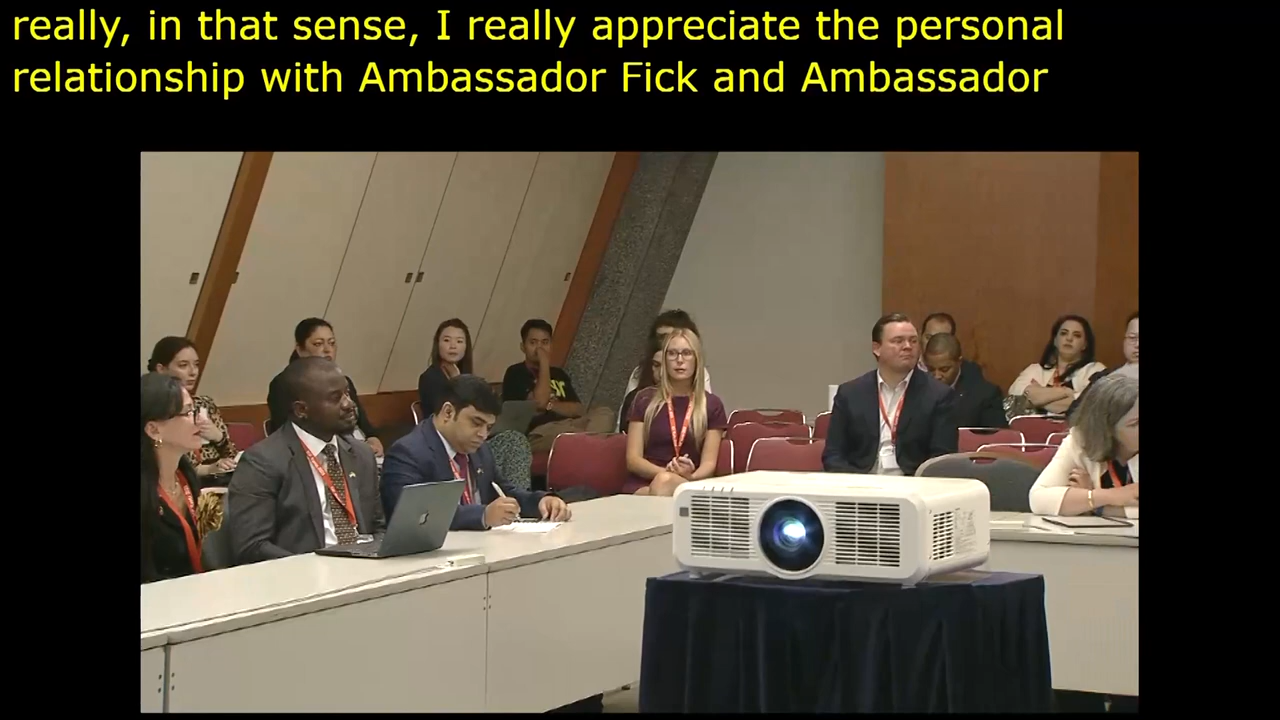 really, in that sense, I really appreciate the personal
relationship with Ambassador Fick and Ambassador